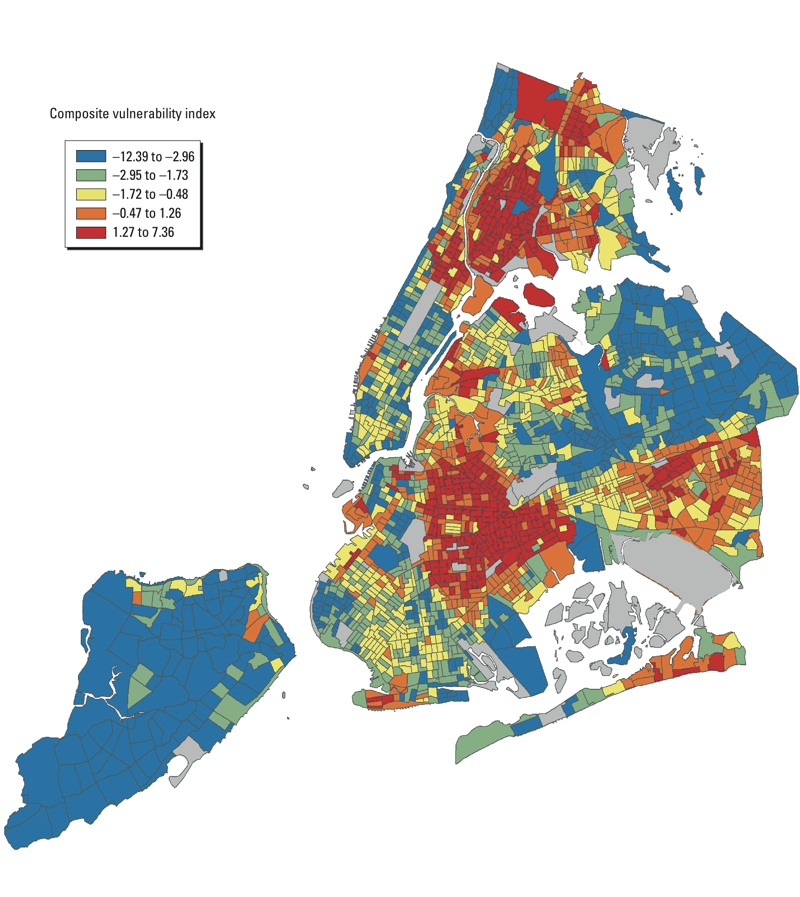 Composite vulnerability index
–12.39 to –2.96
–2.95 to –1.73
–1.72 to –0.48
–0.47 to 1.26
1.27 to 7.36